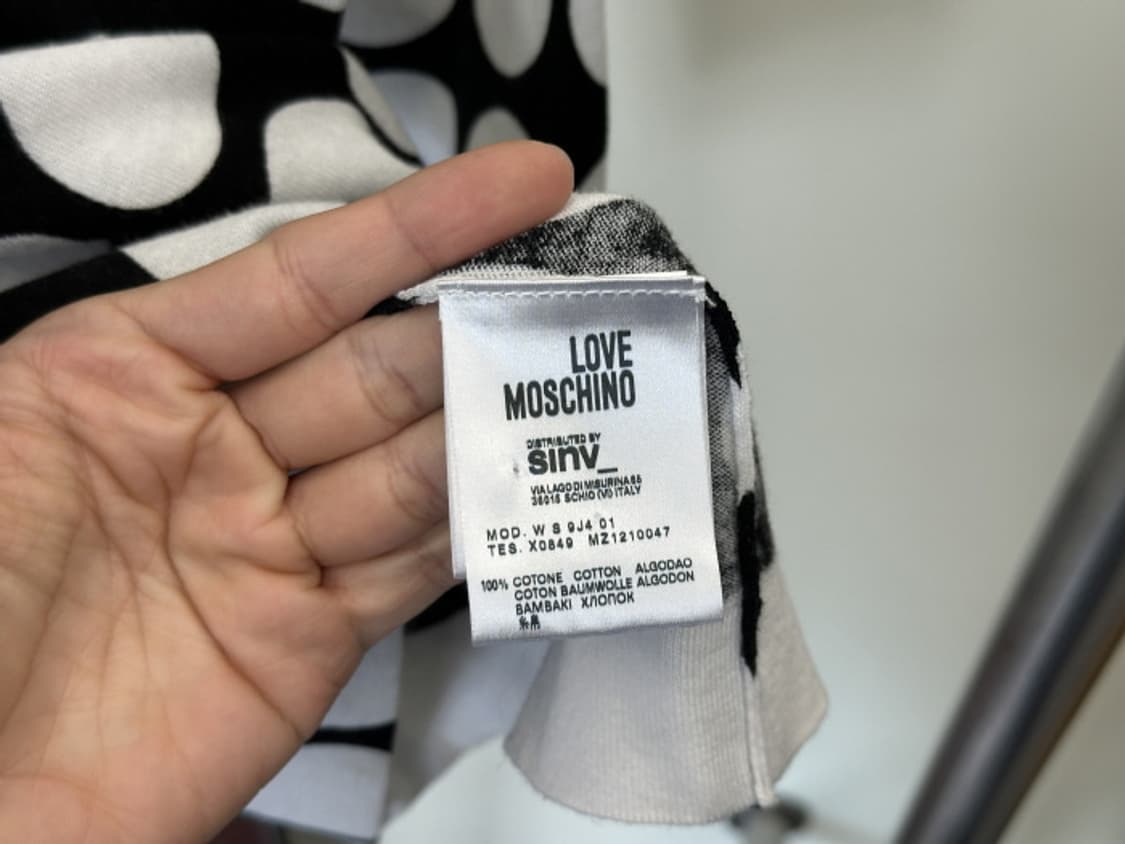 LOVE
MOSCHINO
DISTRIBUTED BY
sinv_
VIA LAGO DI MISURINA 65
36015 SCHIO (VI) ITALY
MOD. W S 9J4 01
TES. X0849 MZ1210047
100% COTONE COTTON ALGODAO
COTON BAUMWOLLE ALGODON
BAMBAKI ХЛОПОК